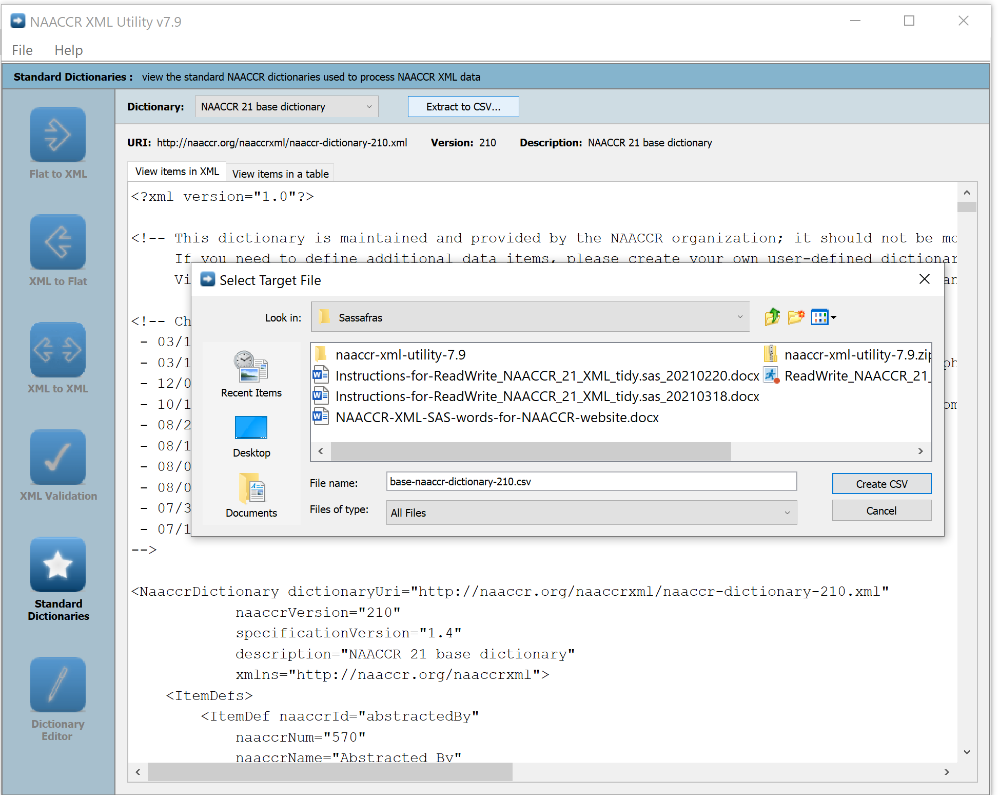 NAACCR XML Utility v7.9
File Help
Standard Dictionaries : view the standard NAACCR dictionaries used to process NAACCR XML data
Dictionary: NAACCR 21 base dictionary Extract to CSV...
URI: http://naaccr.org/naaccrxml/naaccr-dictionary-210.xml Version: 210 Description: NAACCR 21 base dictionary
View items in XML View items in a table
Flat to XML
XML to Flat
XML to XML
XML Validation
Standard
Dictionaries
Dictionary
Editor
<?xml version="1.0"?>
<!-- This dictionary is maintained and provided by the NAACCR organization; it should not be mo
If you need to define additional data items, please create your own user-defined dictionar
Vi
an
<!-- Ch
- 03/1
- 03/1
ph
- 12/0
- 10/1
om
- 08/2
- 08/1
- 08/0
- 08/0
- 07/3
- 07/1
-->
Select Target File
Look in: Sassafras
Recent Items
Desktop
Documents
naaccr-xml-utility-7.9
Instructions-for-ReadWrite_NAACCR_21_XML_tidy.sas_20210220.docx
Instructions-for-ReadWrite_NAACCR_21_XML_tidy.sas_20210318.docx
NAACCR-XML-SAS-words-for-NAACCR-website.docx
naaccr-xml-utility-7.9.zip
ReadWrite_NAACCR_21_
File name: base-naaccr-dictionary-210.csv Create CSV
Files of type: All Files Cancel
<NaaccrDictionary dictionaryUri="http://naaccr.org/naaccrxml/naaccr-dictionary-210.xml"
naaccrVersion="210"
specificationVersion="1.4"
description="NAACCR 21 base dictionary"
xmlns="http://naaccr.org/naaccrxml">
<ItemDefs>
<ItemDef naaccrId="abstractedBy"
naaccrNum="570"
naaccrName="Abstracted By"